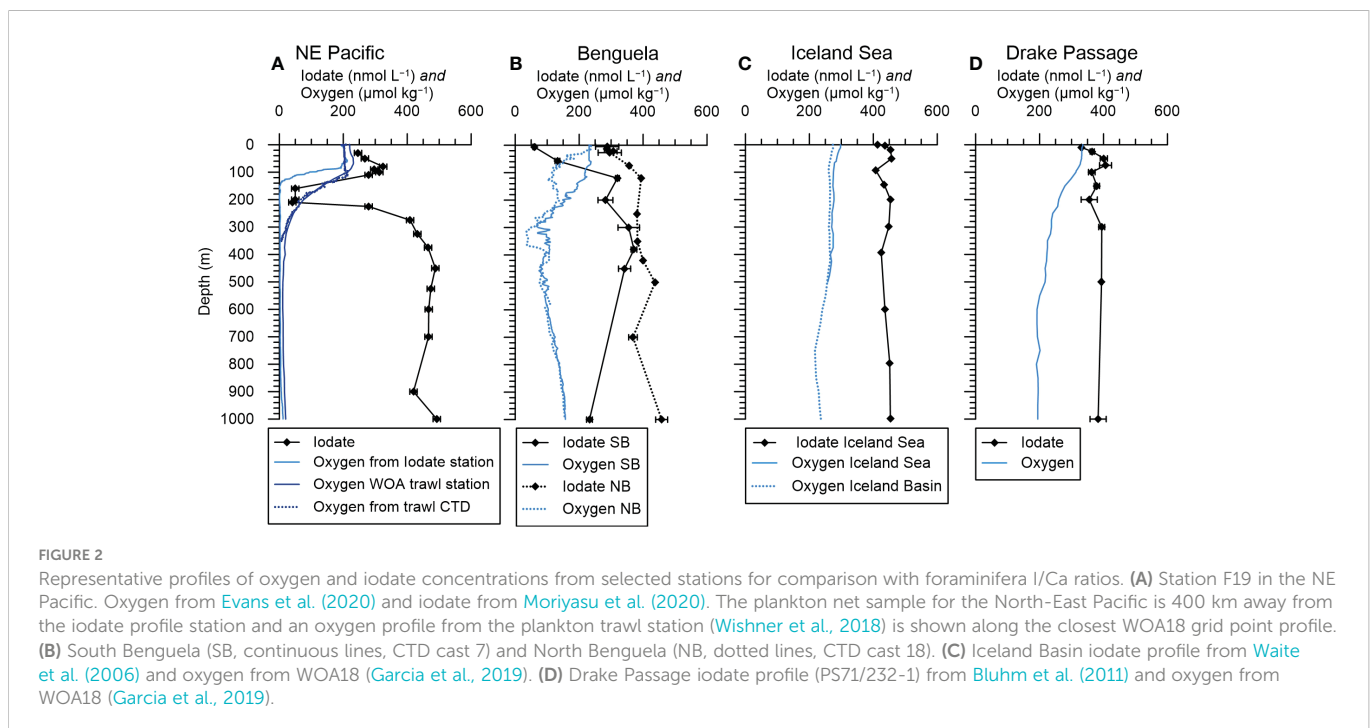 NE Pacific
A
Iodate (nmol L⁻¹) and
Oxygen (µmol kg⁻¹)
0 200 400 600
0
100
200
300
400
500
600
700
800
900
1000
Depth (m)
Iodate
Oxygen from Iodate station
Oxygen WOA trawl station
Oxygen from trawl CTD
Benguela
B
Iodate (nmol L⁻¹) and
Oxygen (µmol kg⁻¹)
0 200 400 600
Iodate SB
Oxygen SB
Iodate NB
Oxygen NB
Iceland Sea
C
Iodate (nmol L⁻¹) and
Oxygen (µmol kg⁻¹)
0 200 400 600
Iodate Iceland Sea
Oxygen Iceland Sea
Oxygen Iceland Basin
Drake Passage
D
Iodate (nmol L⁻¹) and
Oxygen (µmol kg⁻¹)
0 200 400 600
Iodate
Oxygen
FIGURE 2
Representative profiles of oxygen and iodate concentrations from selected stations for comparison with foraminifera I/Ca ratios. (A) Station F19 in the NE
Pacific. Oxygen from Evans et al. (2020) and iodate from Moriyasu et al. (2020). The plankton net sample for the North-East Pacific is 400 km away from
the iodate profile station and an oxygen profile from the plankton trawl station (Wishner et al., 2018) is shown along the closest WOA18 grid point profile.
(B) South Benguela (SB, continuous lines, CTD cast 7) and North Benguela (NB, dotted lines, CTD cast 18). (C) Iceland Basin iodate profile from Waite
et al. (2006) and oxygen from WOA18 (Garcia et al., 2019). (D) Drake Passage iodate profile (PS71/232-1) from Bluhm et al. (2011) and oxygen from
WOA18 (Garcia et al., 2019).